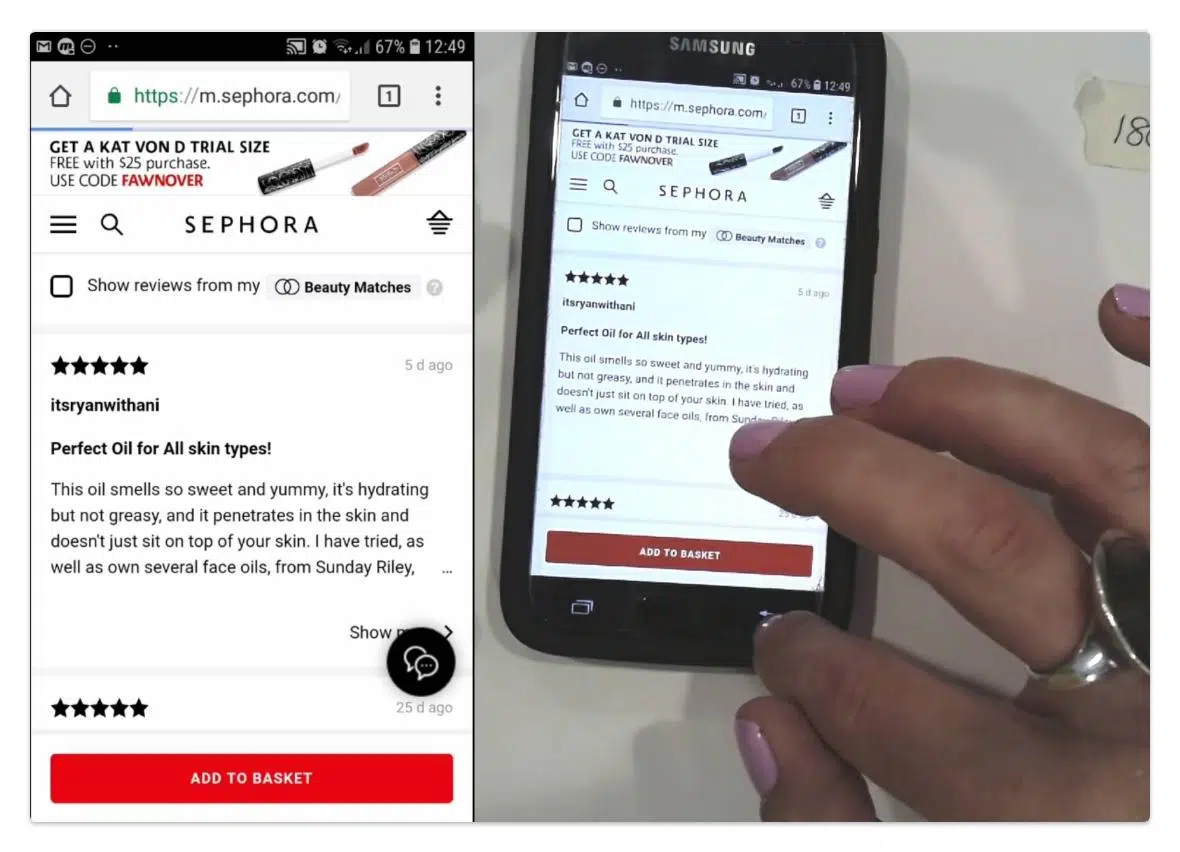 67% 12:49
https://m.sephora.com/
1
GET A KAT VON D TRIAL SIZE
FREE with $25 purchase.
USE CODE FAWNOVER
SEPHORA
Show reviews from my Beauty Matches ?
5 d ago
itsryanwithani
Perfect Oil for All skin types!
This oil smells so sweet and yummy, it's hydrating
but not greasy, and it penetrates in the skin and
doesn't just sit on top of your skin. I have tried, as
well as own several face oils, from Sunday Riley, ...
Show
25 d ago
ADD TO BASKET
SAMSUNG
67% 12:49
https://m.sephora.com/
1
GET A KAT VON D TRIAL SIZE
FREE with $25 purchase.
USE CODE FAWNOVER
SEPHORA
Show reviews from my Beauty Matches ?
5 d ago
itsryanwithani
Perfect Oil for All skin types!
This oil smells so sweet and yummy, it's hydrating
but not greasy, and it penetrates in the skin and
doesn't just sit on top of your skin. I have tried, as
well as own several face oils, from
ADD TO BASKET